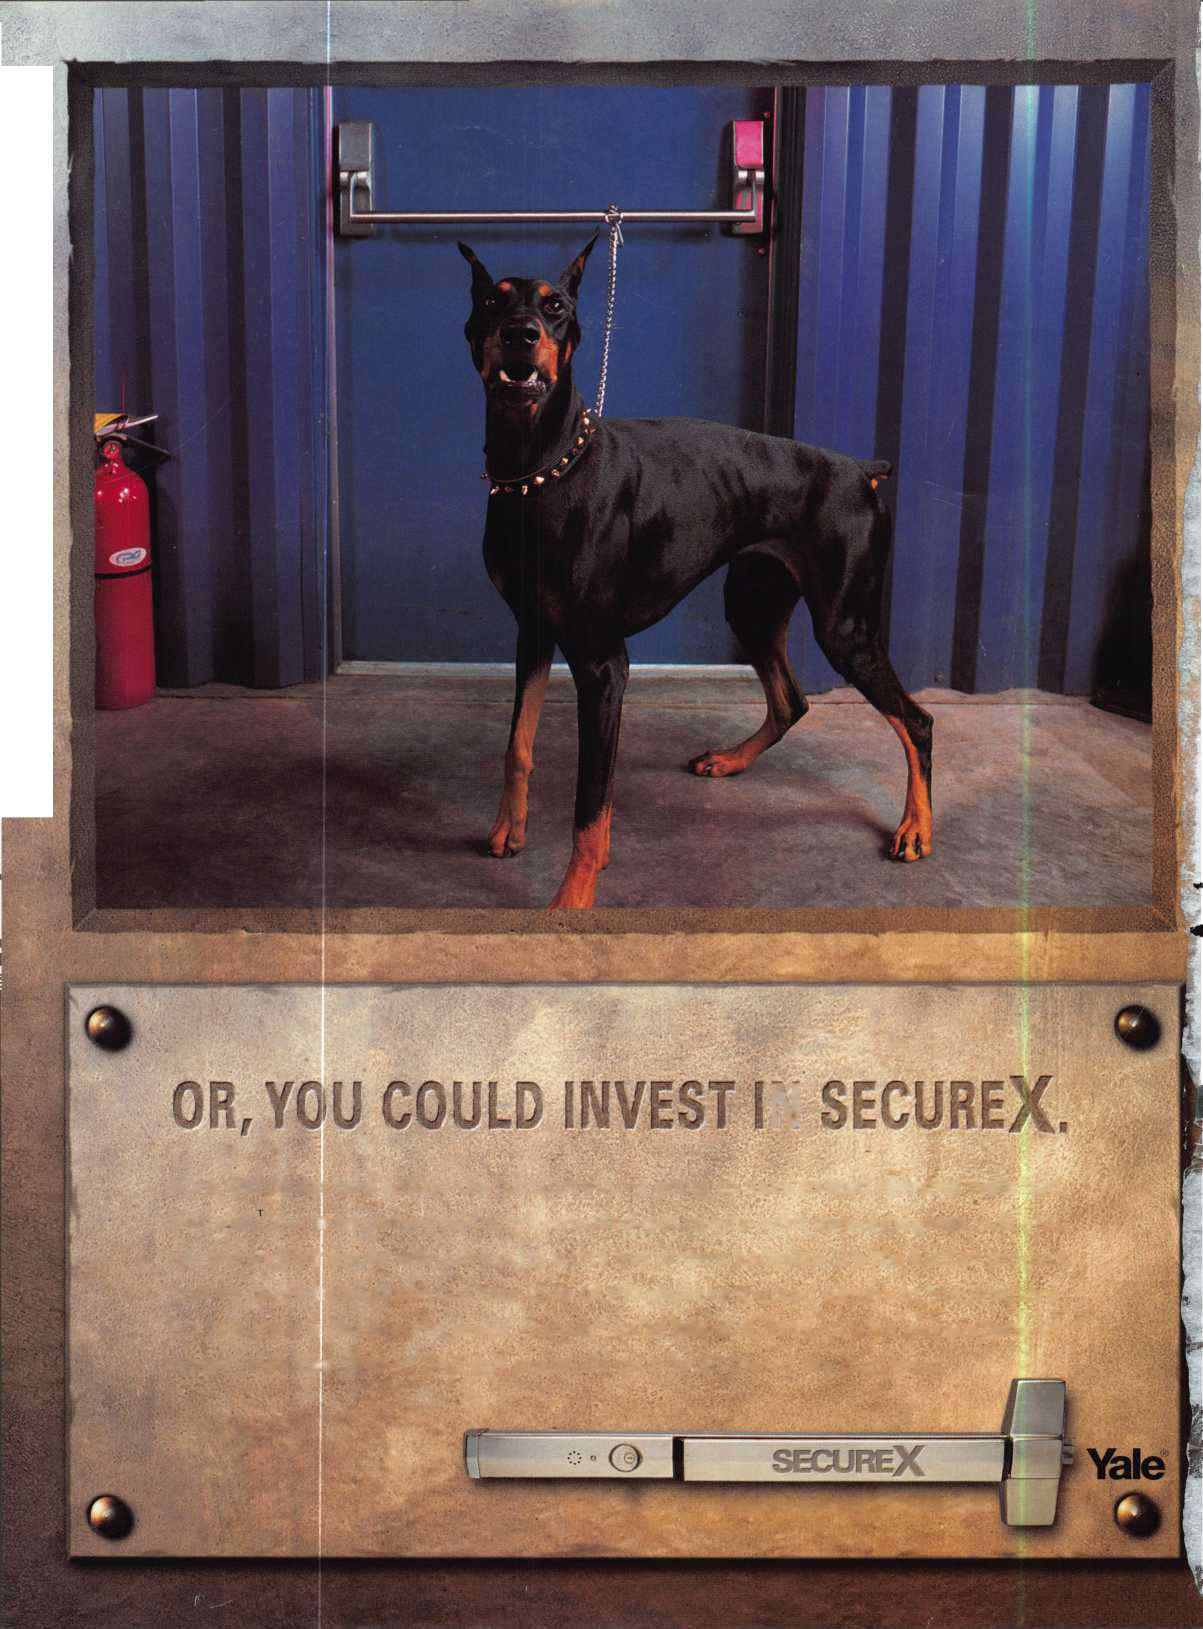 OR, YOU COULD INVEST IN SECUREX.
T
SECUREX
Yale®